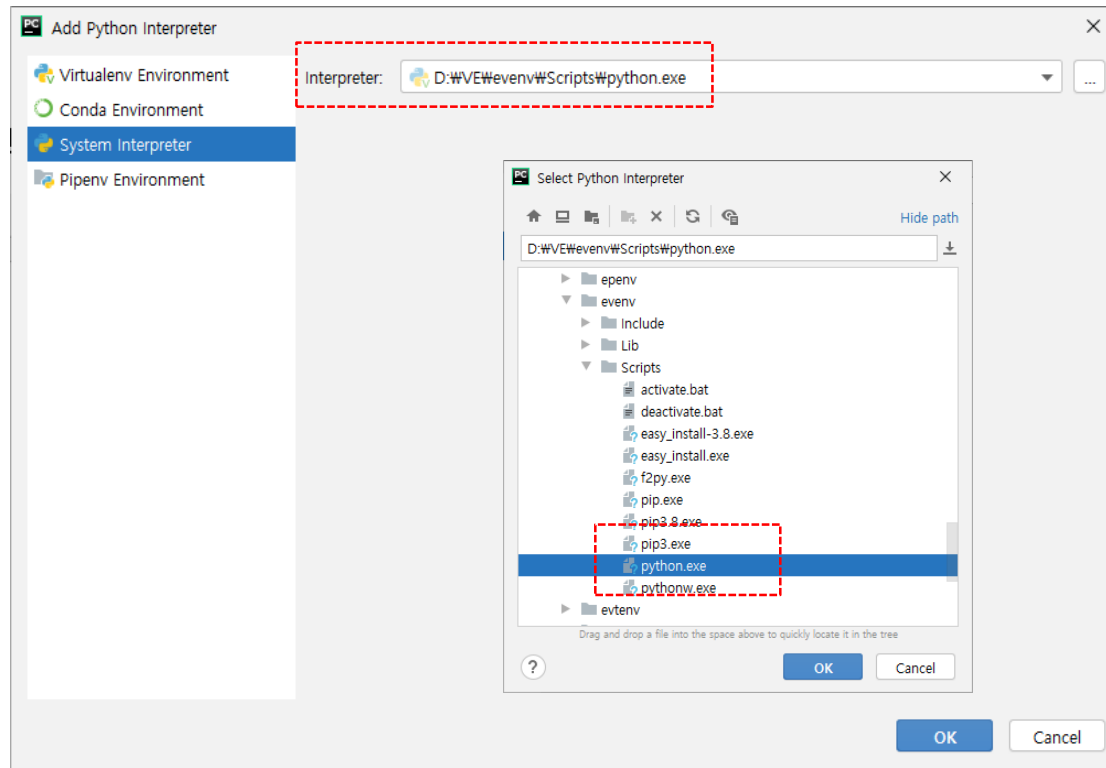 PC Add Python Interpreter
Virtualenv Environment
Conda Environment
System Interpreter
Pipenv Environment
Interpreter: D:₩VE₩evenv₩Scripts₩python.exe
...
PC Select Python Interpreter
Hide path
D:₩VE₩evenv₩Scripts₩python.exe
epenv
evenv
Include
Lib
Scripts
activate.bat
deactivate.bat
easy_install-3.8.exe
easy_install.exe
f2py.exe
pip.exe
pip3.8.exe
pip3.exe
python.exe
pythonw.exe
evtenv
Drag and drop a file into the space above to quickly locate it in the tree
? OK Cancel
OK Cancel